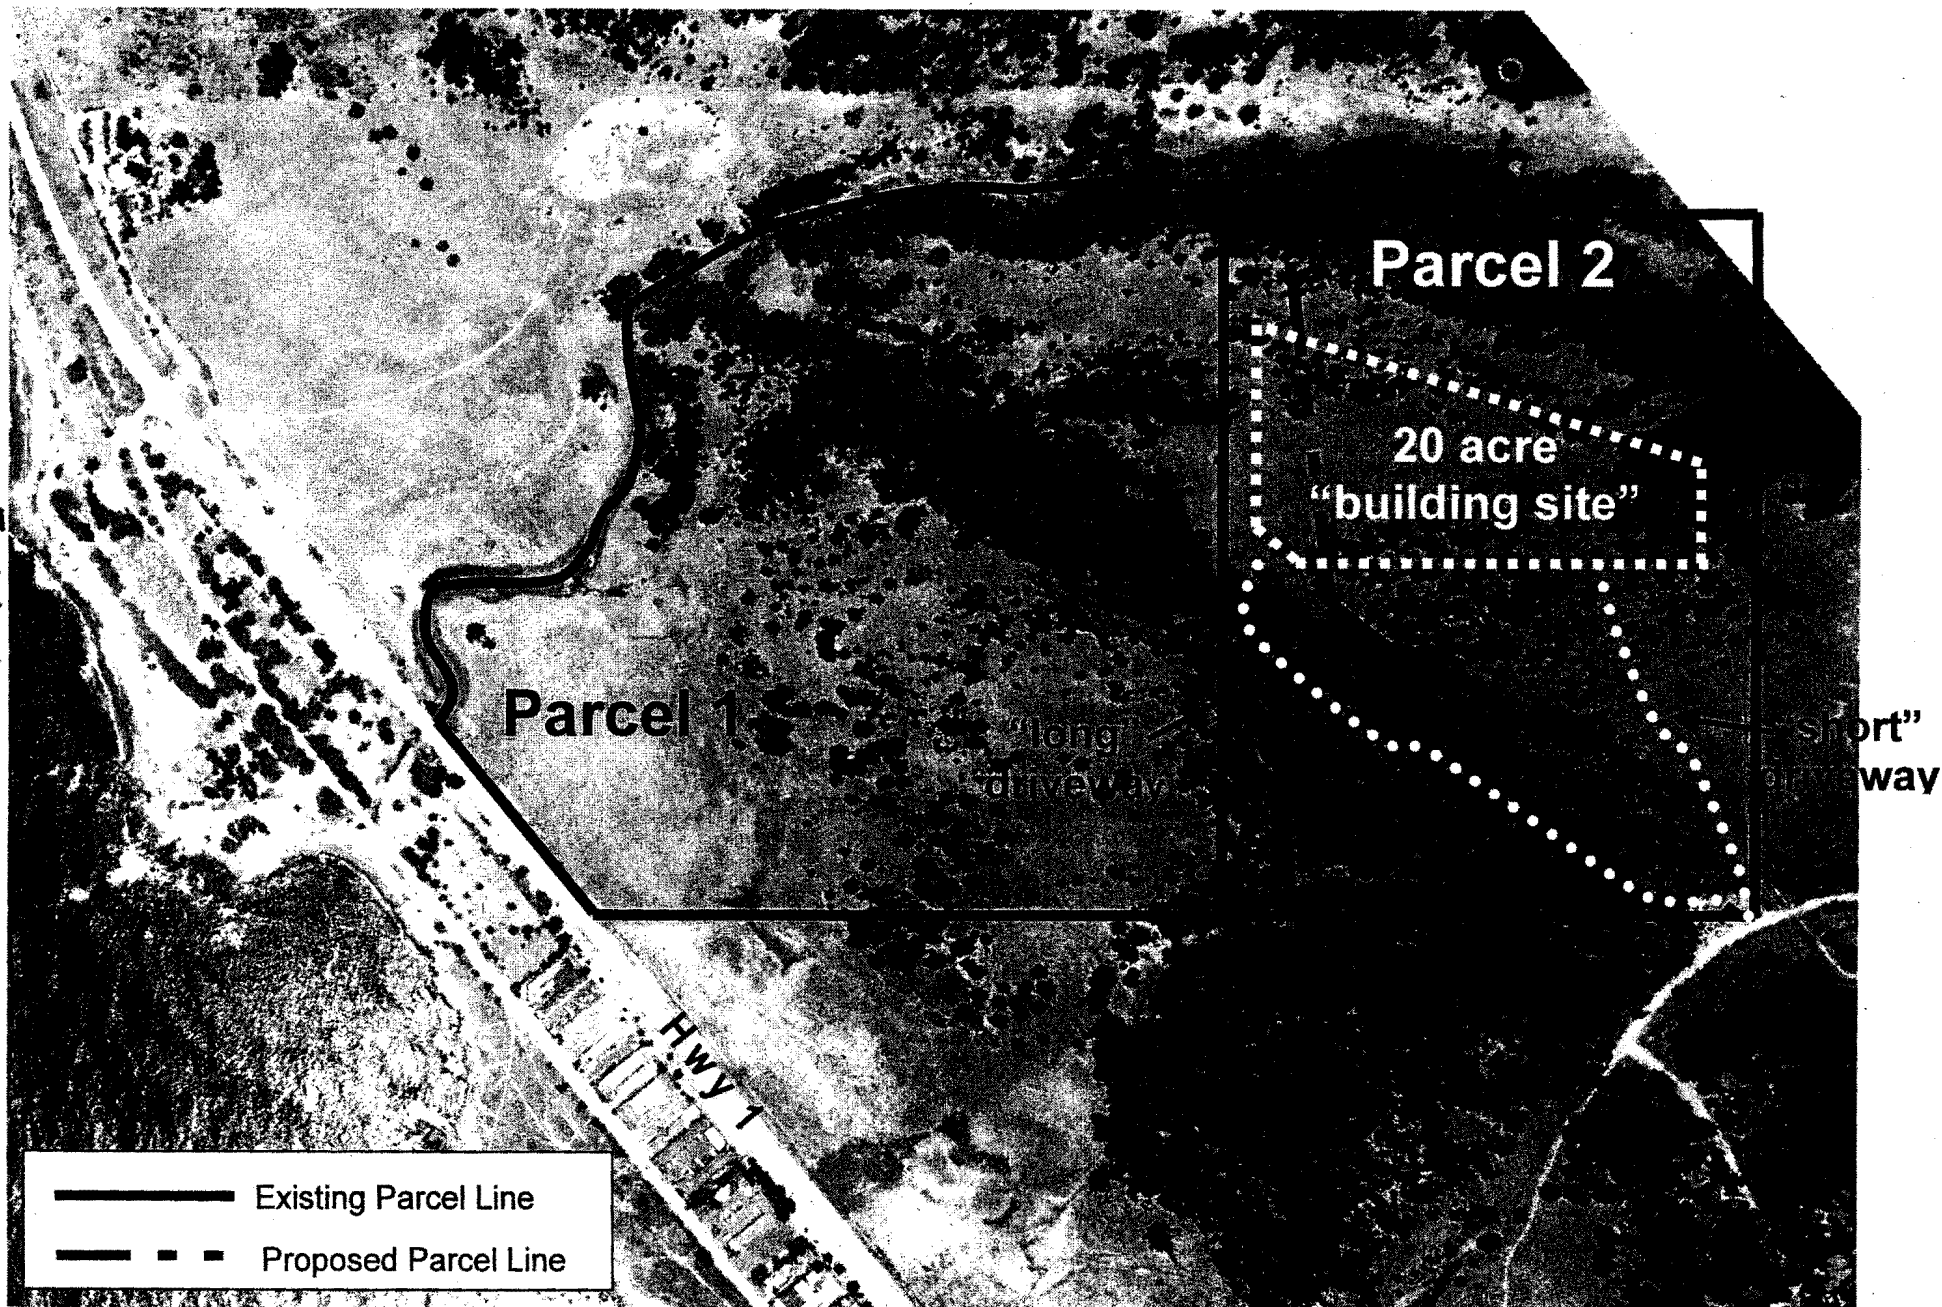 Parcel 2
20 acre
“building site”
Parcel 1
“long
driveway
short”
driveway
Hwy 1
Existing Parcel Line
Proposed Parcel Line